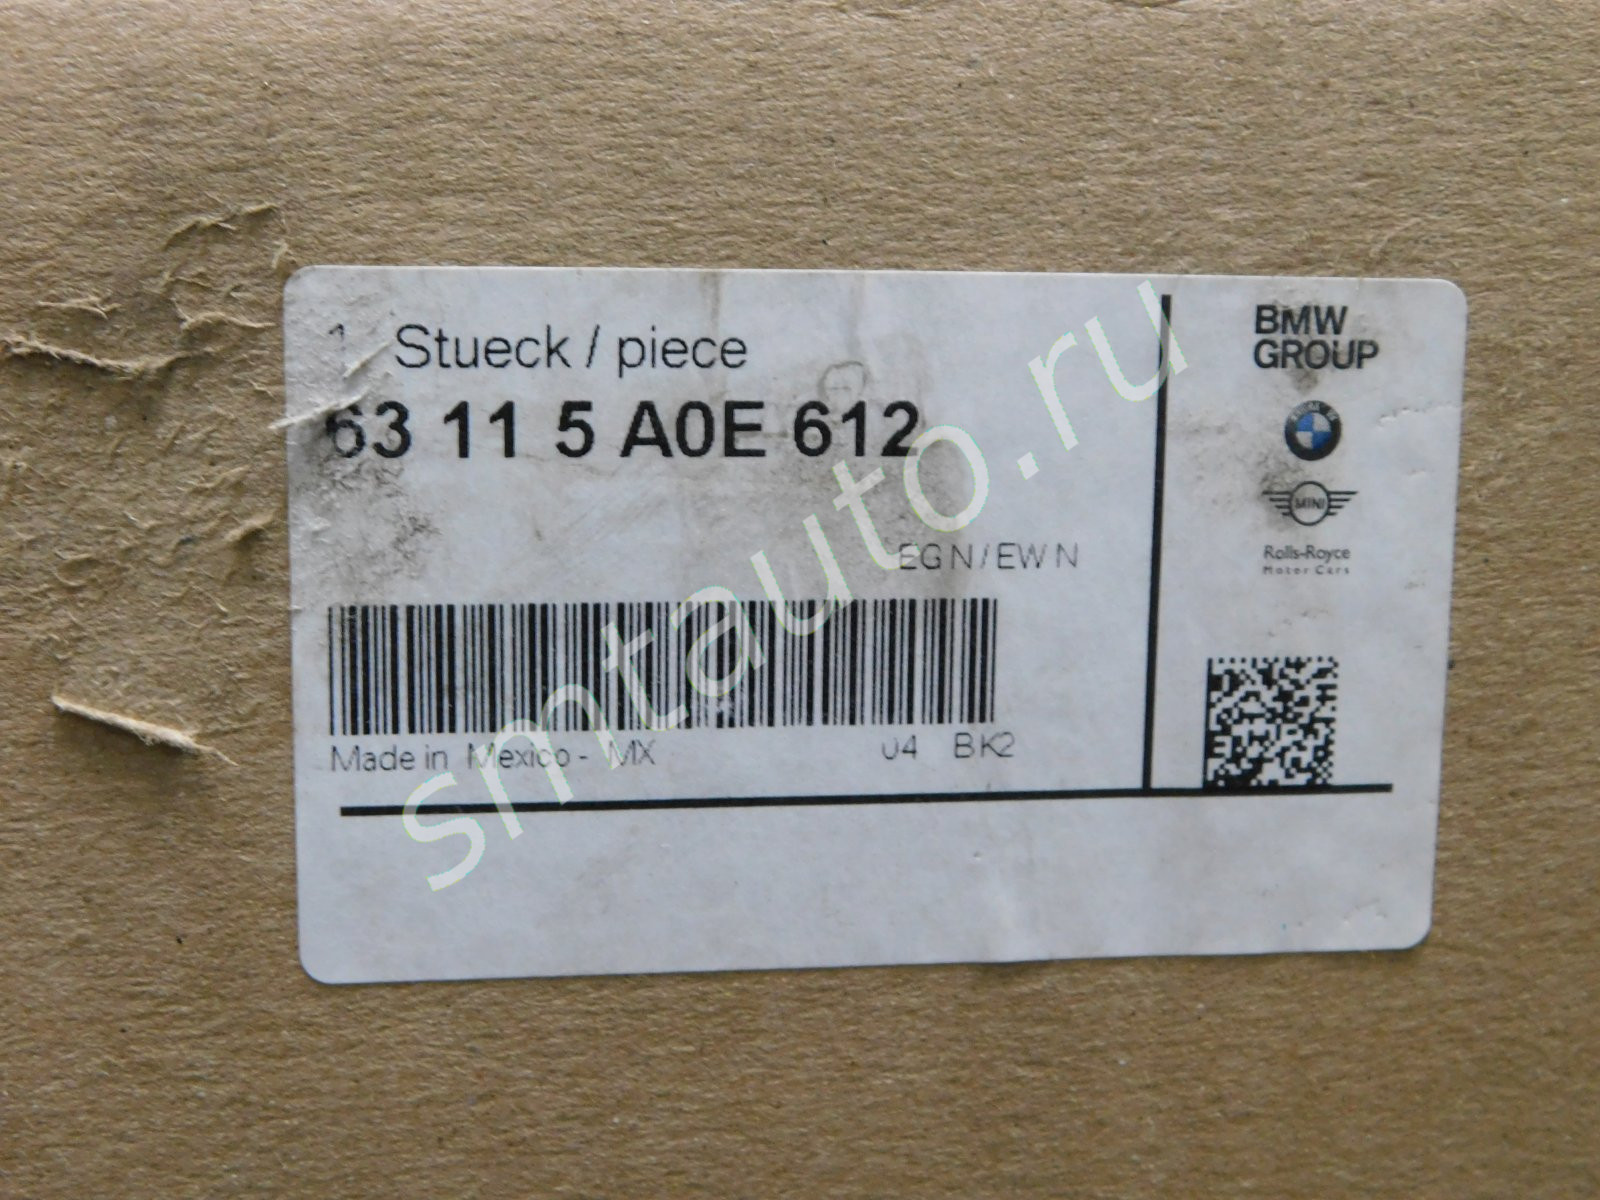 1 Stueck / piece
63 11 5 A0E 612
EG N / EW N
Made in Mexico - MX 04 BK2
BMW
GROUP
MINI
Rolls-Royce
Motor Cars
smtauto.ru